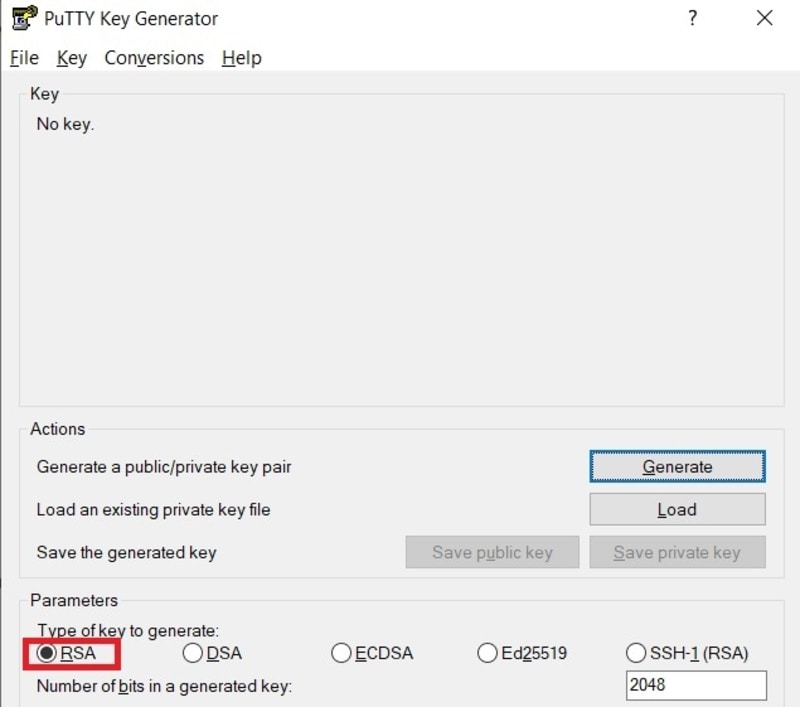 PuTTY Key Generator ?
File Key Conversions Help
Key
No key.
Actions
Generate a public/private key pair Generate
Load an existing private key file Load
Save the generated key Save public key Save private key
Parameters
Type of key to generate:
RSA DSA ECDSA Ed25519 SSH-1 (RSA)
Number of bits in a generated key: 2048